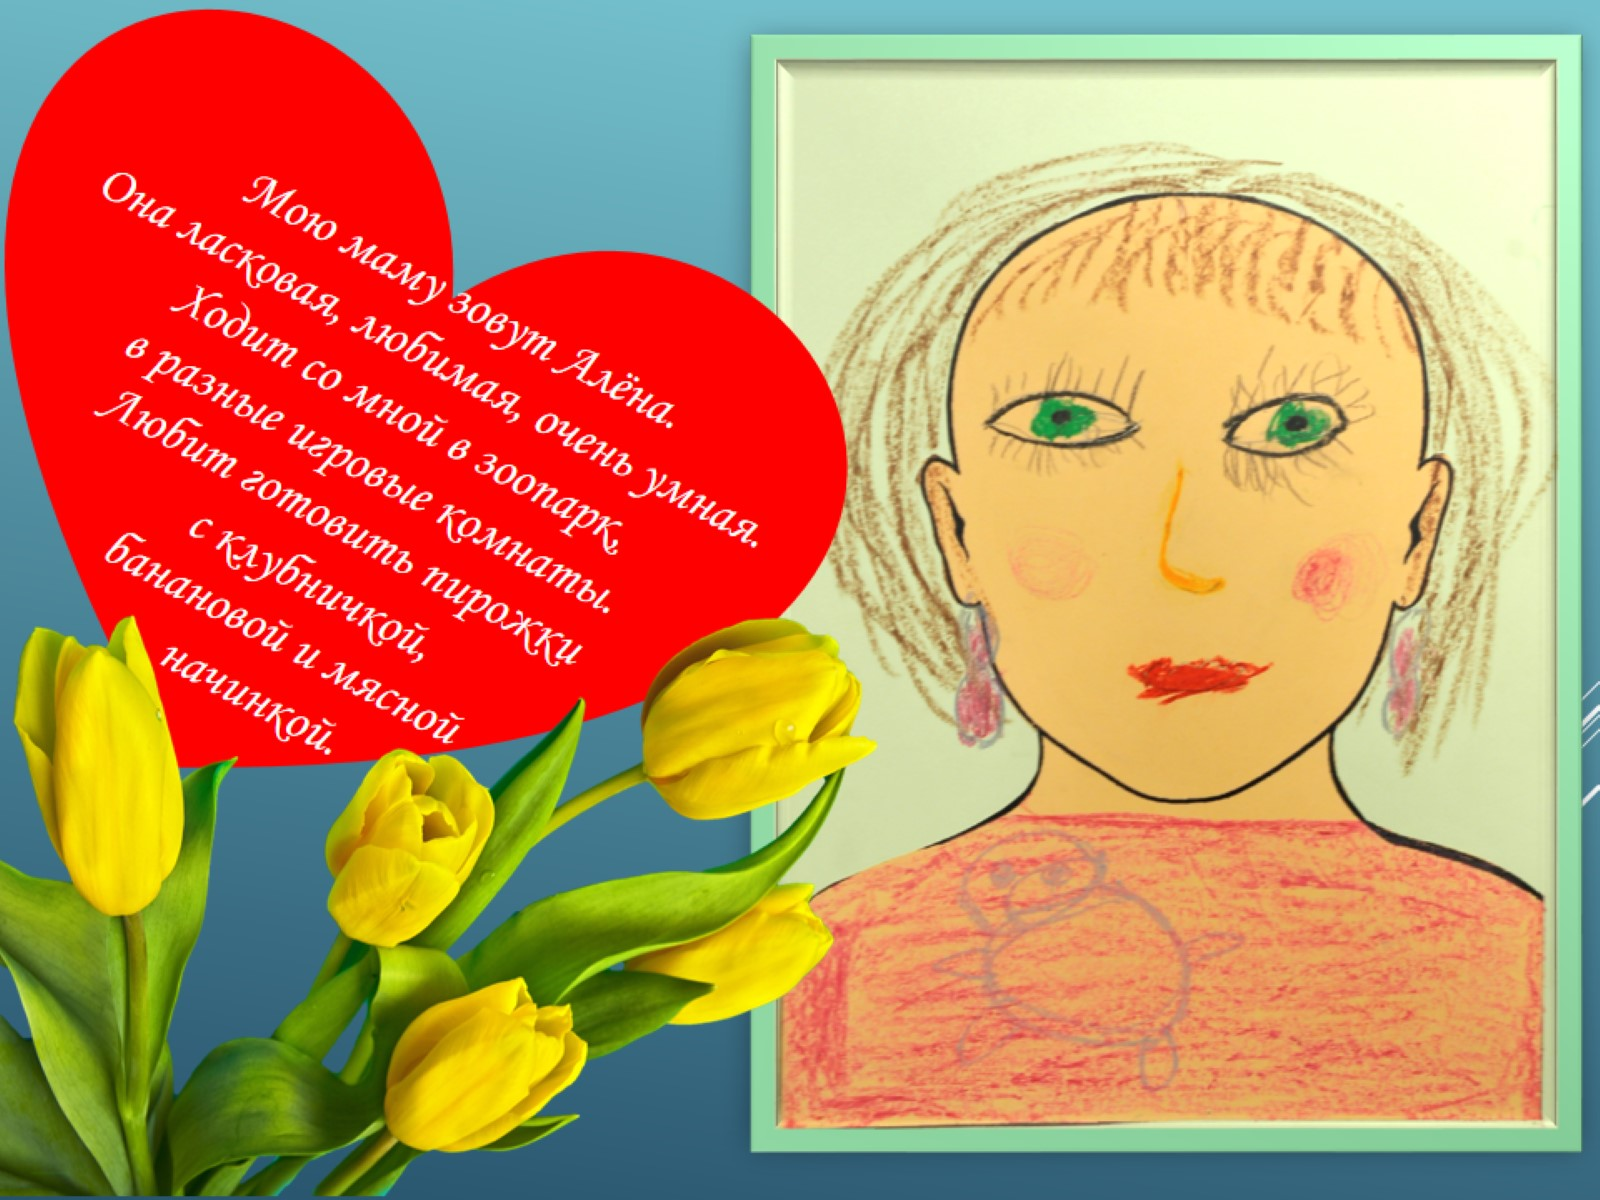 Мою маму зовут Алёна.
Она ласковая, любимая, очень умная.
Ходит со мной в зоопарк,
в разные игровые комнаты.
Любит готовить пирожки
с клубничкой,
банановой и мясной
начинкой.